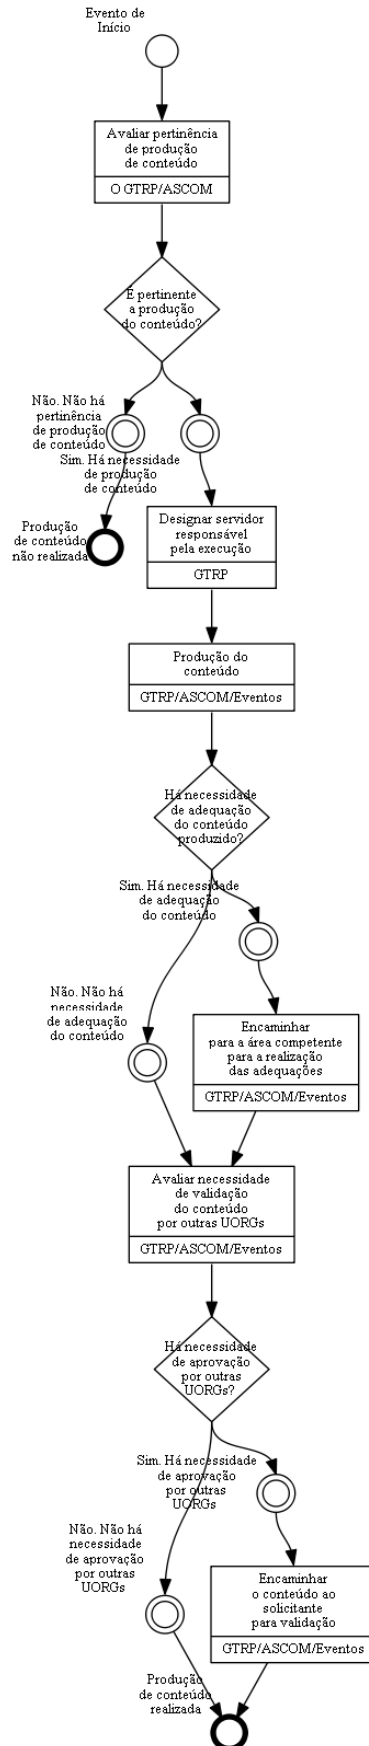 Evento de
Início
Avaliar pertinência
de produção
de conteúdo
O GTRP/ASCOM
É pertinente
a produção
do conteúdo?
Não. Não há
pertinência
de produção
de conteúdo
Sim. Há necessidade
de produção
de conteúdo
Produção
de conteúdo
não realizada
Designar servidor
responsável
pela execução
GTRP
Produção do
conteúdo
GTRP/ASCOM/Eventos
Há necessidade
de adequação
do conteúdo
produzido?
Sim. Há necessidade
de adequação
do conteúdo
Não. Não há
necessidade
de adequação
do conteúdo
Encaminhar
para a área competente
para a realização
das adequações
GTRP/ASCOM/Eventos
Avaliar necessidade
de validação
do conteúdo
por outras UORGs
GTRP/ASCOM/Eventos
Há necessidade
de aprovação
por outras
UORGs?
Sim. Há necessidade
de aprovação
por outras
UORGs
Não. Não há
necessidade
de aprovação
por outras
UORGs
Encaminhar
o conteúdo ao
solicitante
para validação
GTRP/ASCOM/Eventos
Produção
de conteúdo
realizada